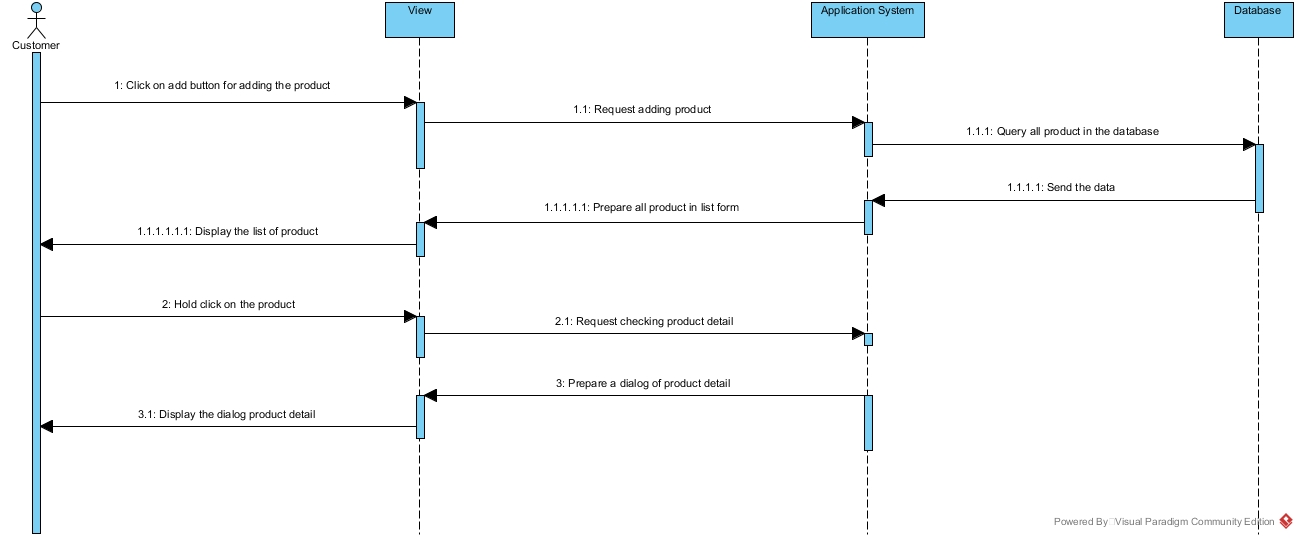 Customer
View
Application System
Database
1: Click on add button for adding the product
1.1: Request adding product
1.1.1: Query all product in the database
1.1.1.1: Send the data
1.1.1.1.1: Prepare all product in list form
1.1.1.1.1.1: Display the list of product
2: Hold click on the product
2.1: Request checking product detail
3: Prepare a dialog of product detail
3.1: Display the dialog product detail
Powered By Visual Paradigm Community Edition